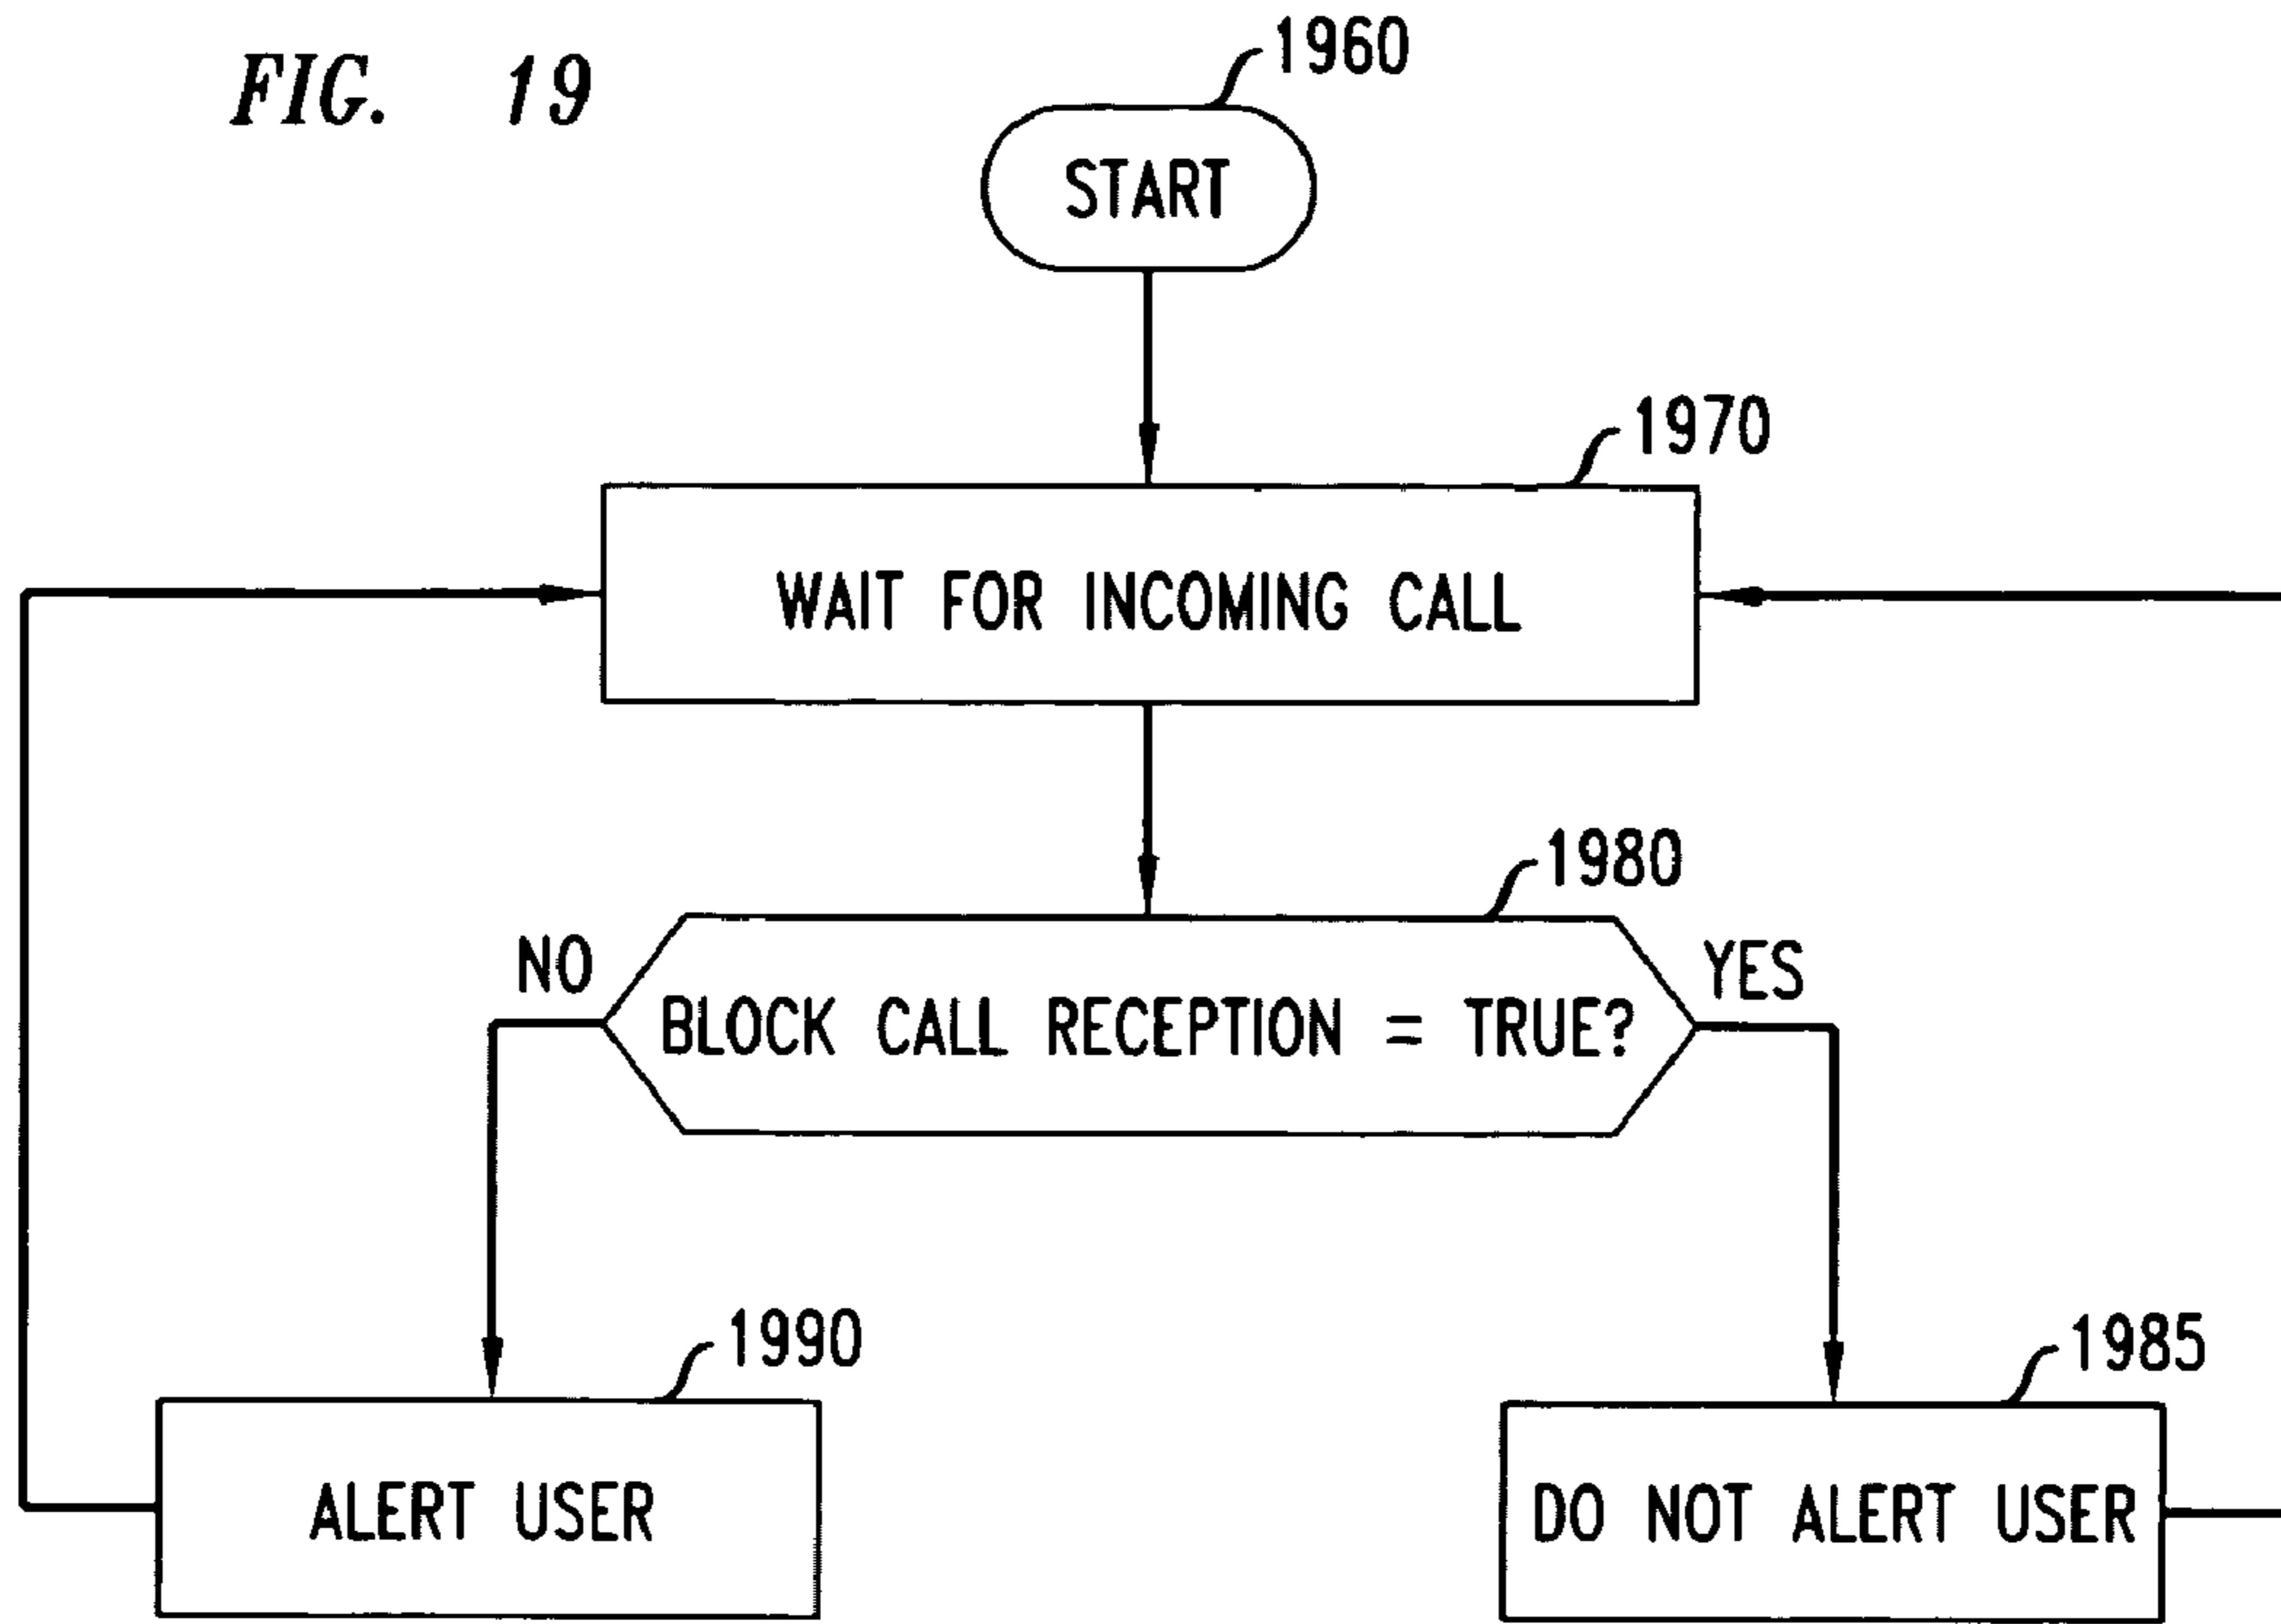 FIG. 19
1960
START
1970
WAIT FOR INCOMING CALL
1980
NO
YES
BLOCK CALL RECEPTION = TRUE?
1990
1985
ALERT USER
DO NOT ALERT USER